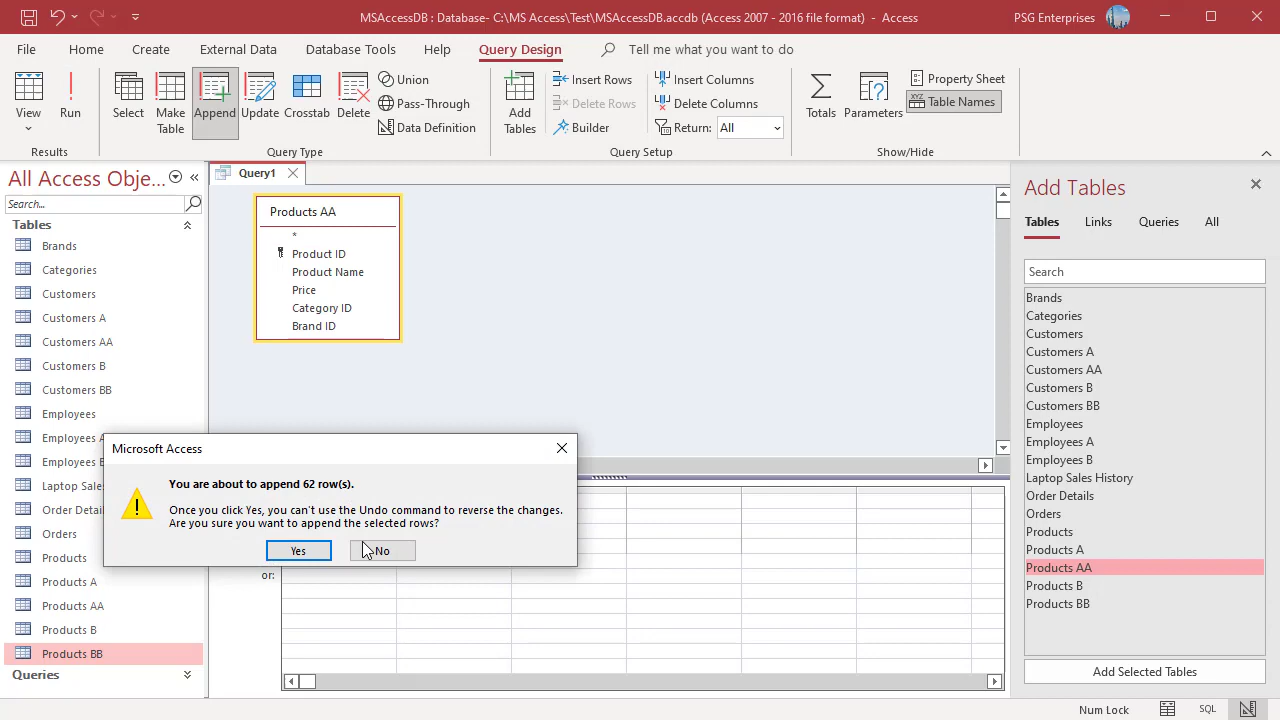 MSAccessDB : Database- C:\MS Access\Test\MSAccessDB.accdb (Access 2007 - 2016 file format) - Access
PSG Enterprises
File Home Create External Data Database Tools Help Query Design Tell me what you want to do
View
Run
Results
Select
Make Table
Append
Update
Crosstab
Delete
Union
Pass-Through
Data Definition
Query Type
Add Tables
Insert Rows
Delete Rows
Builder
Insert Columns
Delete Columns
Return: All
Query Setup
Totals
Parameters
Property Sheet
XYZ Table Names
Show/Hide
All Access Obje...
Search...
Tables
Brands
Categories
Customers
Customers A
Customers AA
Customers B
Customers BB
Employees
Employees A
Employees B
Laptop Sales
Order Detai
Orders
Products
Products A
Products AA
Products B
Products BB
Queries
Query1
Products AA
*
Product ID
Product Name
Price
Category ID
Brand ID
or:
Microsoft Access
You are about to append 62 row(s).
Once you click Yes, you can't use the Undo command to reverse the changes.
Are you sure you want to append the selected rows?
Yes No
Add Tables
Tables Links Queries All
Search
Brands
Categories
Customers
Customers A
Customers AA
Customers B
Customers BB
Employees
Employees A
Employees B
Laptop Sales History
Order Details
Orders
Products
Products A
Products AA
Products B
Products BB
Add Selected Tables
Num Lock SQL